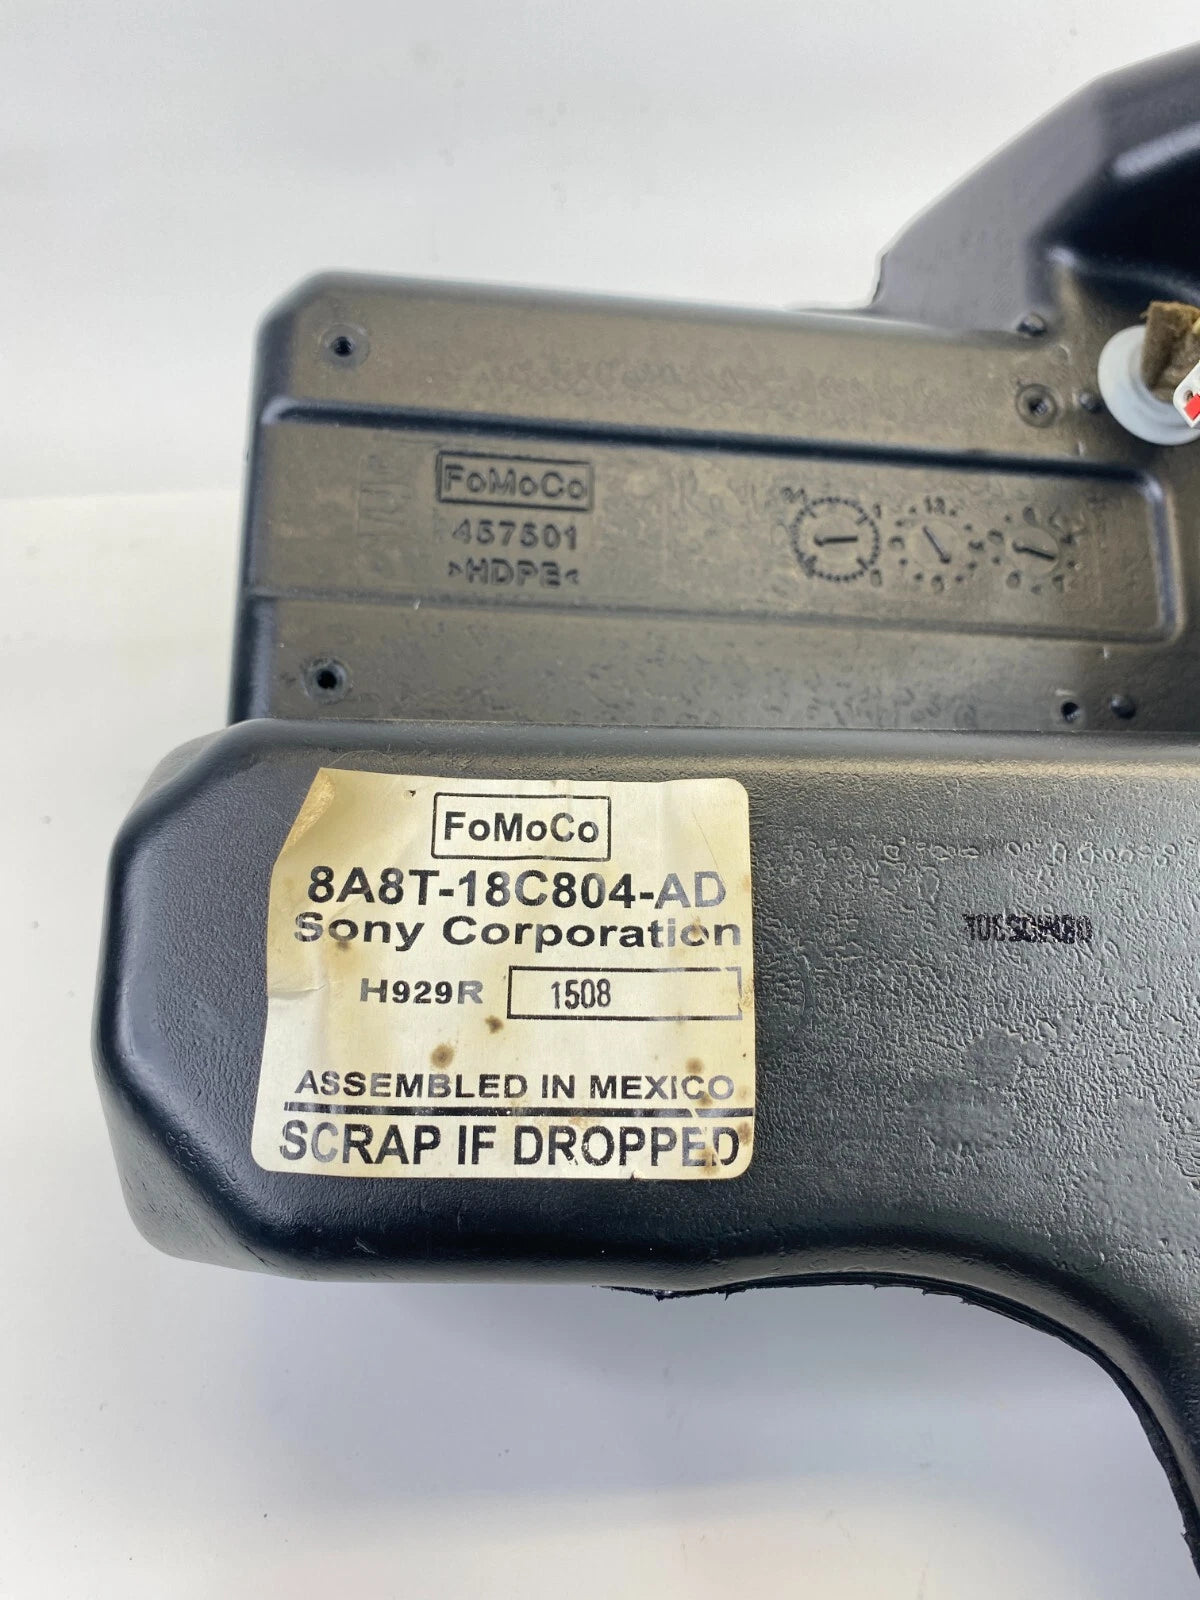 FoMoCo
457501
>HDPE<
FoMoCo
8A8T-18C804-AD
Sony Corporation
H929R 1508
ASSEMBLED IN MEXICO
SCRAP IF DROPPED